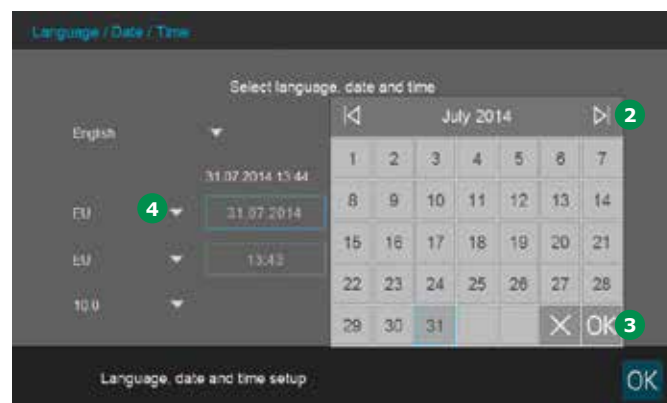 Language / Date / Time
Select language, date and time
July 2014
2
English
1 2 3 4 5 6 7
31.07.2014 13:44
8 9 10 11 12 13 14
EU
4
31.07.2014
15 16 17 18 19 20 21
EU
13:43
22 23 24 25 26 27 28
10.0
29 30 31
OK
3
Language, date and time setup
OK